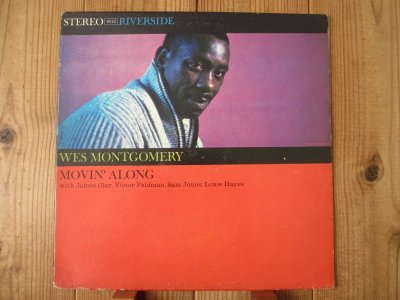 STEREO RIVERSIDE
WES MONTGOMERY
MOVIN' ALONG
with James Clay, Victor Feldman, Sam Jones, Louis Hayes